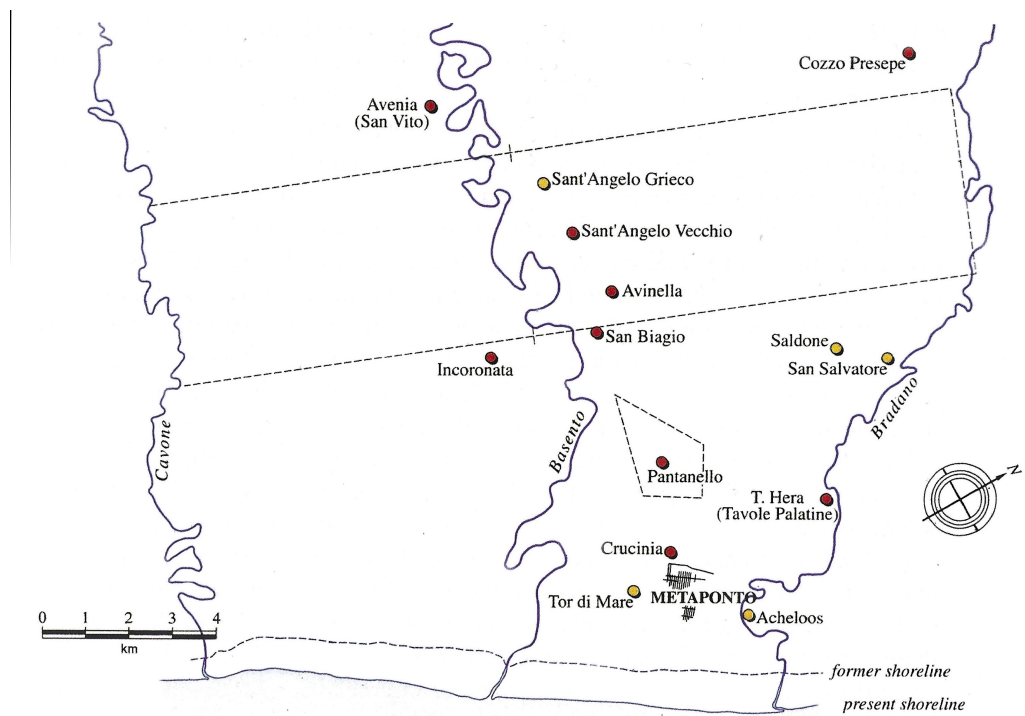 Cozzo Presepe
Avenia
(San Vito)
Sant'Angelo Grieco
Sant'Angelo Vecchio
Avinella
San Biagio
Saldone
San Salvatore
Incoronata
Bradano
Cavone
Basento
Pantanello
N
T. Hera
(Tavole Palatine)
Crucinia
Tor di Mare
METAPONTO
Acheloos
0 1 2 3 4
km
former shoreline
present shoreline